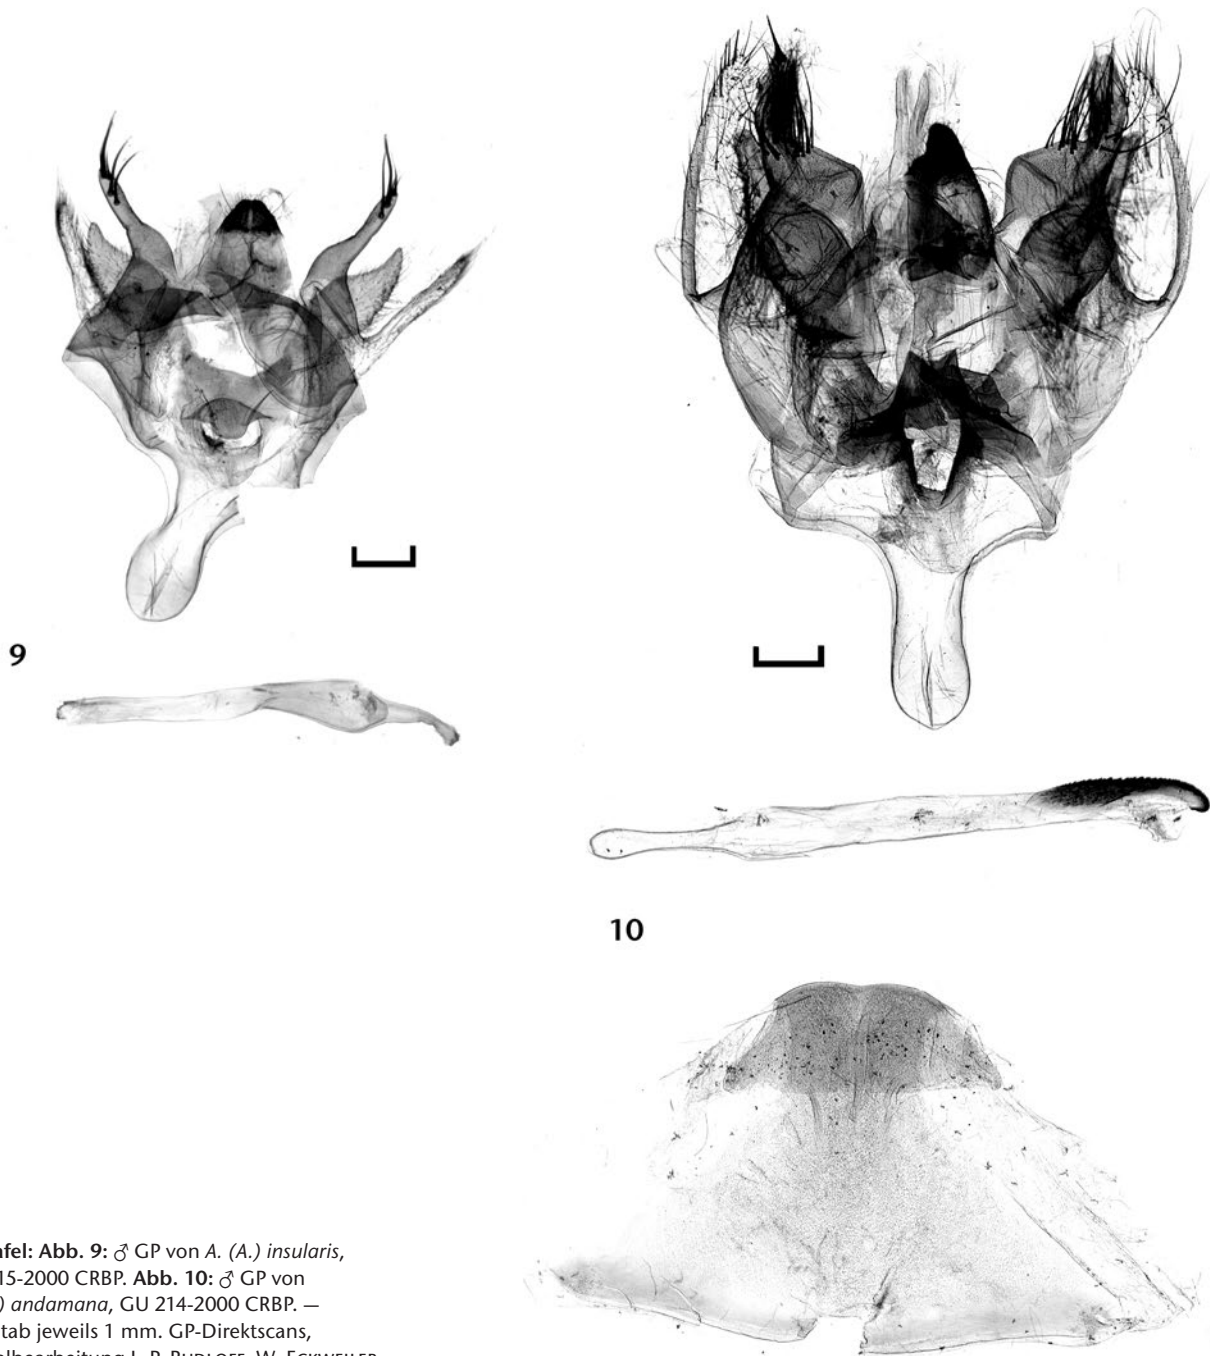 9
10
afel: Abb. 9: ♂ GP von A. (A.) insularis,
15-2000 CRBP. Abb. 10: ♂ GP von
) andamana, GU 214-2000 CRBP. —
tab jeweils 1 mm. GP-Direktscans,